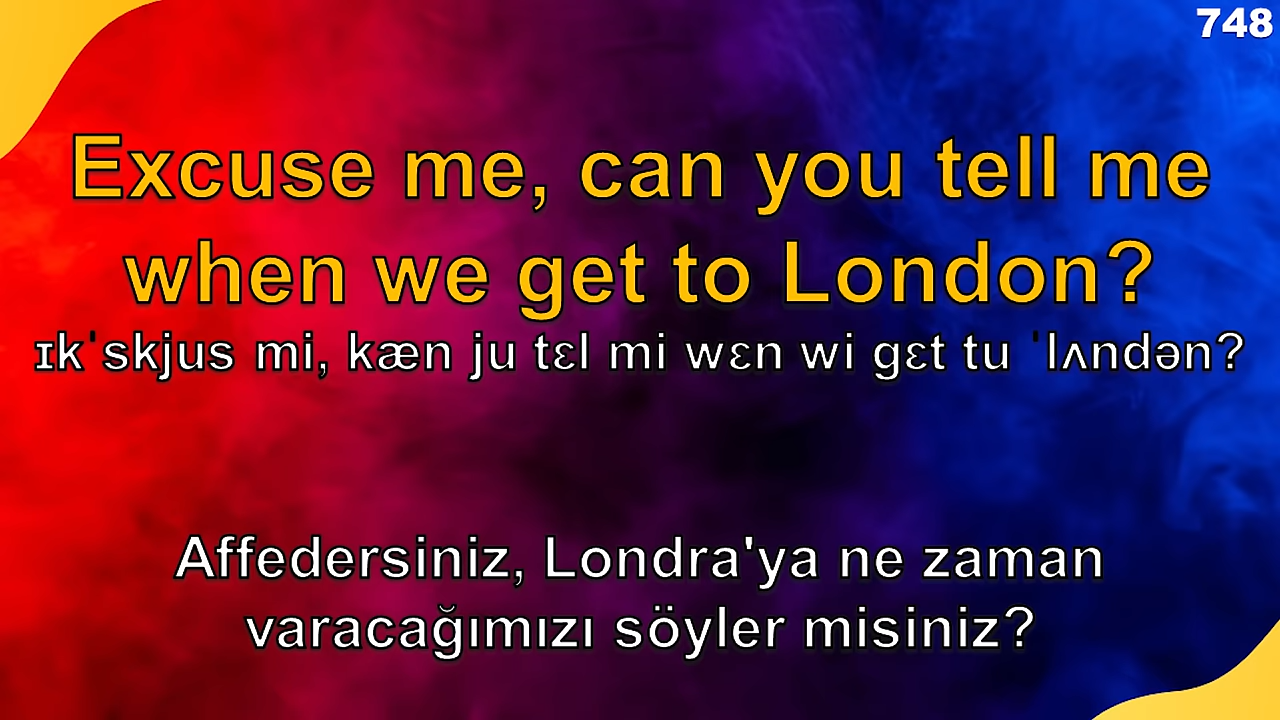 748
Excuse me, can you tell me
when we get to London?
ɪkˈskjus mi, kæn ju tɛl mi wɛn wi gɛt tu ˈlʌndən?
Affedersiniz, Londra'ya ne zaman
varacağımızı söyler misiniz?